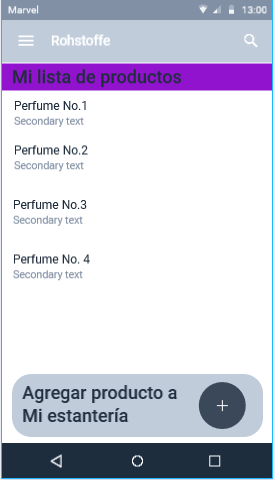 Marvel 13:00
Rohstoffe
Mi lista de productos
Perfume No.1
Secondary text
Perfume No.2
Secondary text
Perfume No.3
Secondary text
Perfume No. 4
Secondary text
Agregar producto a
Mi estantería